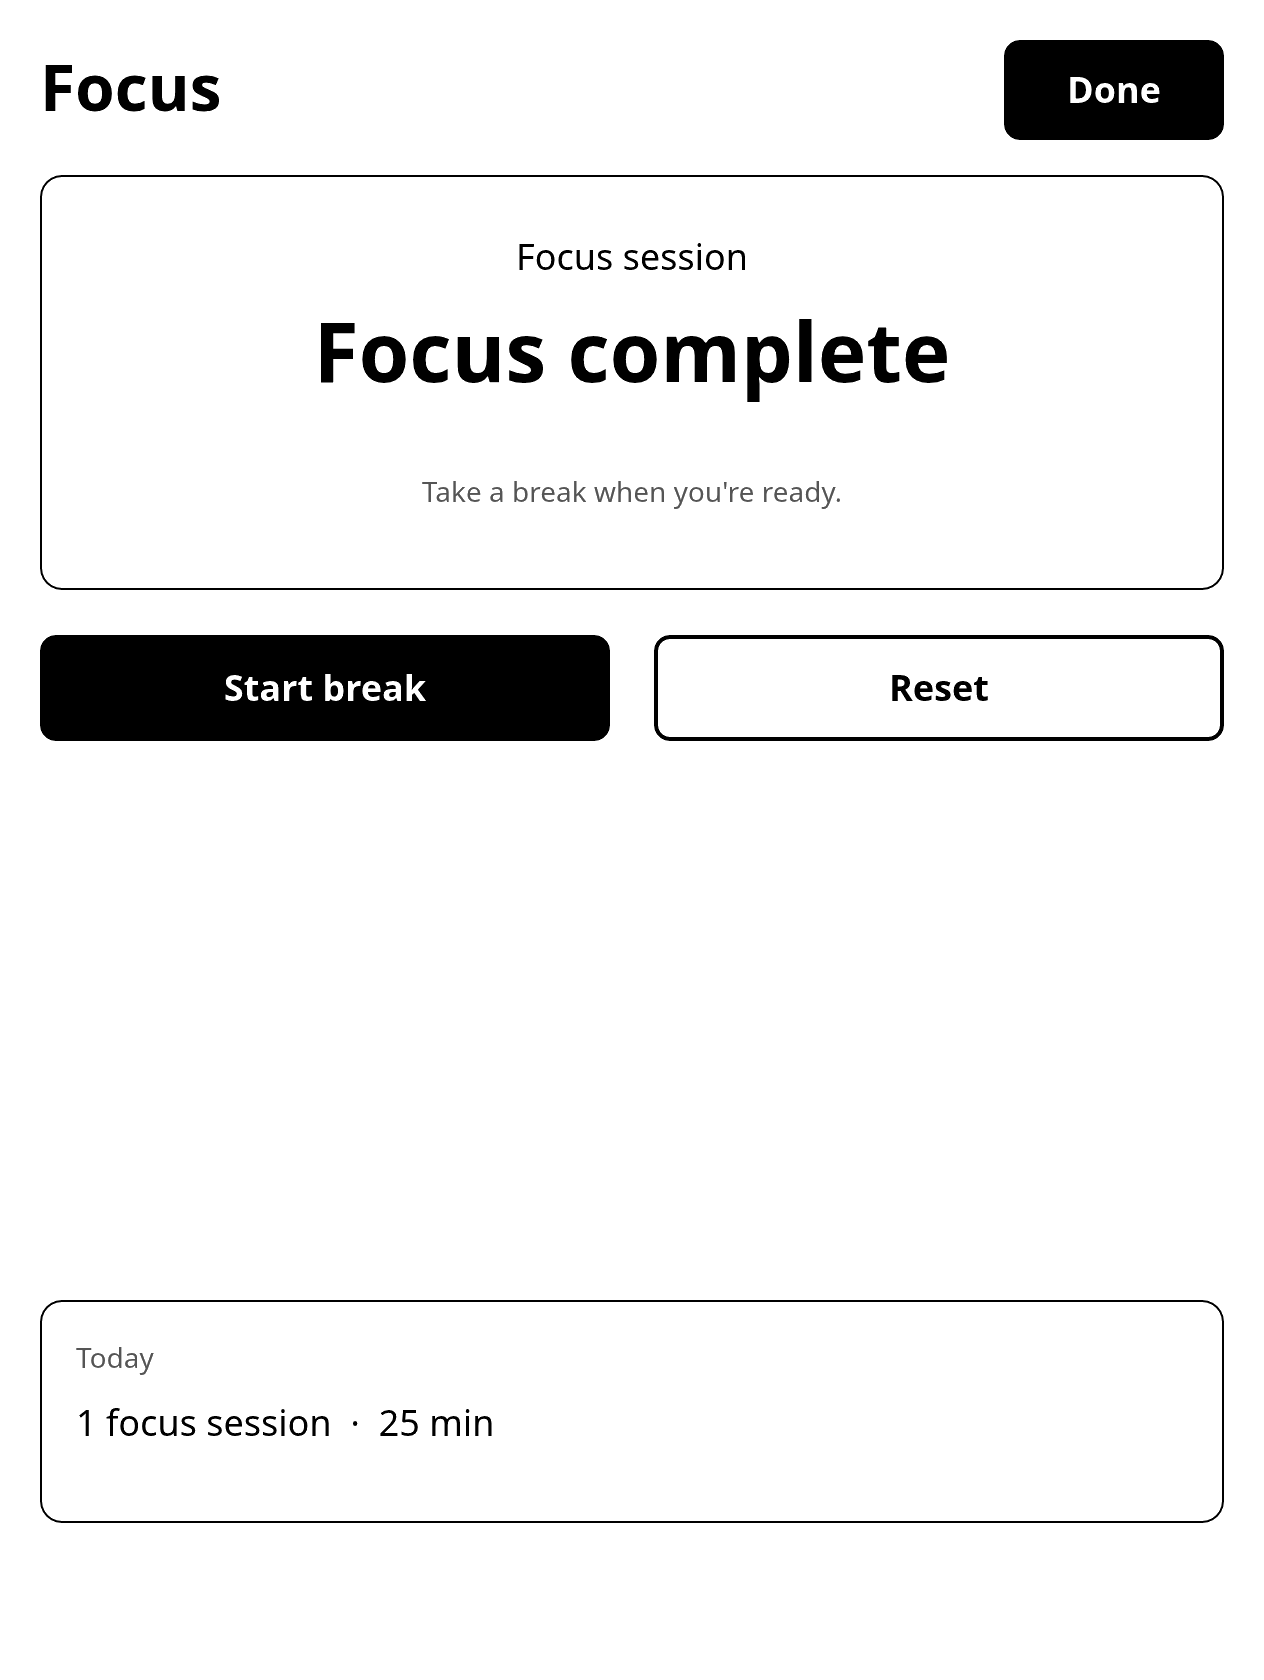 Focus
Done
Focus session
Focus complete
Take a break when you're ready.
Start break
Reset
Today
1 focus session · 25 min